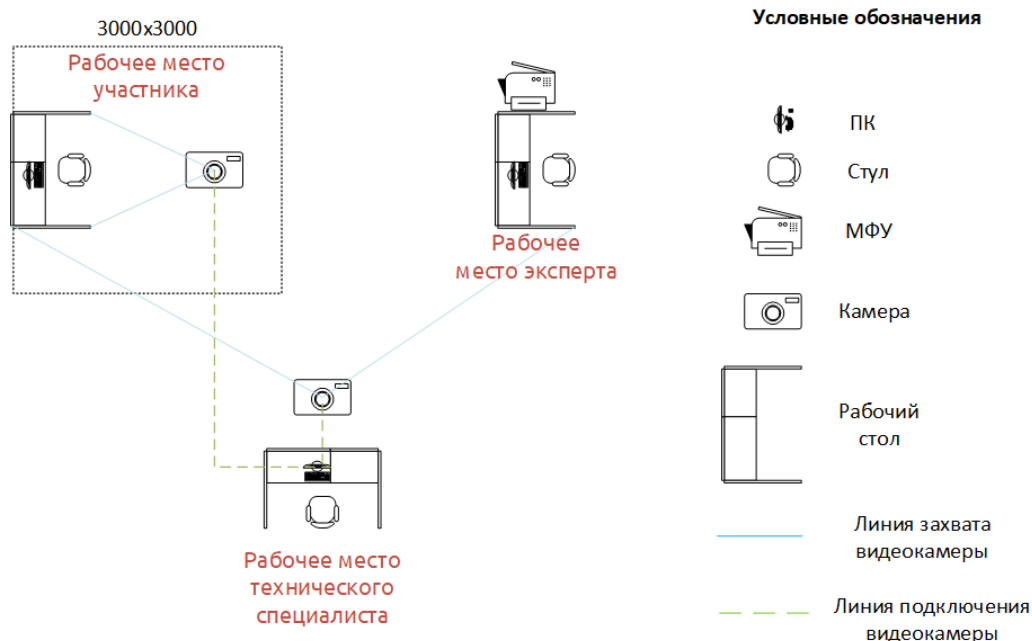 3000x3000
Рабочее место
участника
Рабочее
место эксперта
Рабочее место
технического
специалиста
Условные обозначения
ПК
Стул
МФУ
Камера
Рабочий
стол
Линия захвата
видеокамеры
Линия подключения
видеокамеры